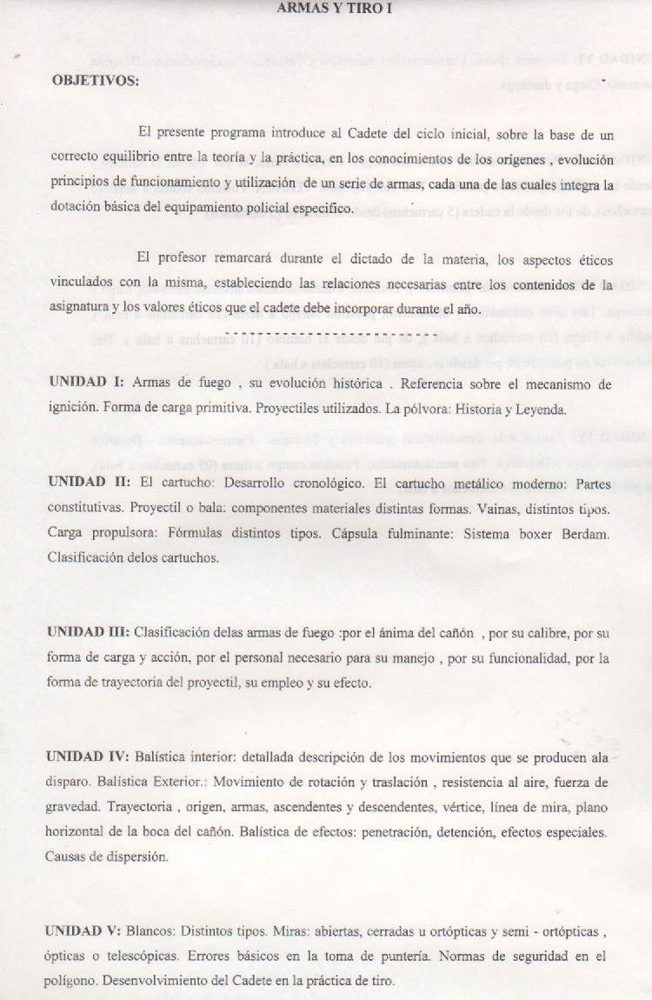 ARMAS Y TIRO I
OBJETIVOS:
El presente programa introduce al Cadete del ciclo inicial, sobre la base de un
correcto equilibrio entre la teoría y la práctica, en los conocimientos de los orígenes , evolución
principios de funcionamiento y utilización de un serie de armas, cada una de las cuales integra la
dotación básica del equipamiento policial especifico.
El profesor remarcará durante el dictado de la materia, los aspectos éticos
vinculados con la misma, estableciendo las relaciones necesarias entre los contenidos de la
asignatura y los valores éticos que el cadete debe incorporar durante el año.
- - - - - - - - - - - - - - - - - - - - - - - - - -
UNIDAD I: Armas de fuego , su evolución histórica . Referencia sobre el mecanismo de
ignición. Forma de carga primitiva. Proyectiles utilizados. La pólvora: Historia y Leyenda.
UNIDAD II: El cartucho: Desarrollo cronológico. El cartucho metálico moderno: Partes
constitutivas. Proyectil o bala: componentes materiales distintas formas. Vainas, distintos tipos.
Carga propulsora: Fórmulas distintos tipos. Cápsula fulminante: Sistema boxer Berdam.
Clasificación delos cartuchos.
UNIDAD III: Clasificación delas armas de fuego :por el ánima del cañón , por su calibre, por su
forma de carga y acción, por el personal necesario para su manejo , por su funcionalidad, por la
forma de trayectoria del proyectil, su empleo y su efecto.
UNIDAD IV: Balística interior: detallada descripción de los movimientos que se producen ala
disparo. Balística Exterior.: Movimiento de rotación y traslación , resistencia al aire, fuerza de
gravedad. Trayectoria , origen, armas, ascendentes y descendentes, vértice, línea de mira, plano
horizontal de la boca del cañón. Balística de efectos: penetración, detención, efectos especiales.
Causas de dispersión.
UNIDAD V: Blancos: Distintos tipos. Miras: abiertas, cerradas u ortópticas y semi - ortópticas ,
ópticas o telescópicas. Errores básicos en la toma de puntería. Normas de seguridad en el
polígono. Desenvolvimiento del Cadete en la práctica de tiro.